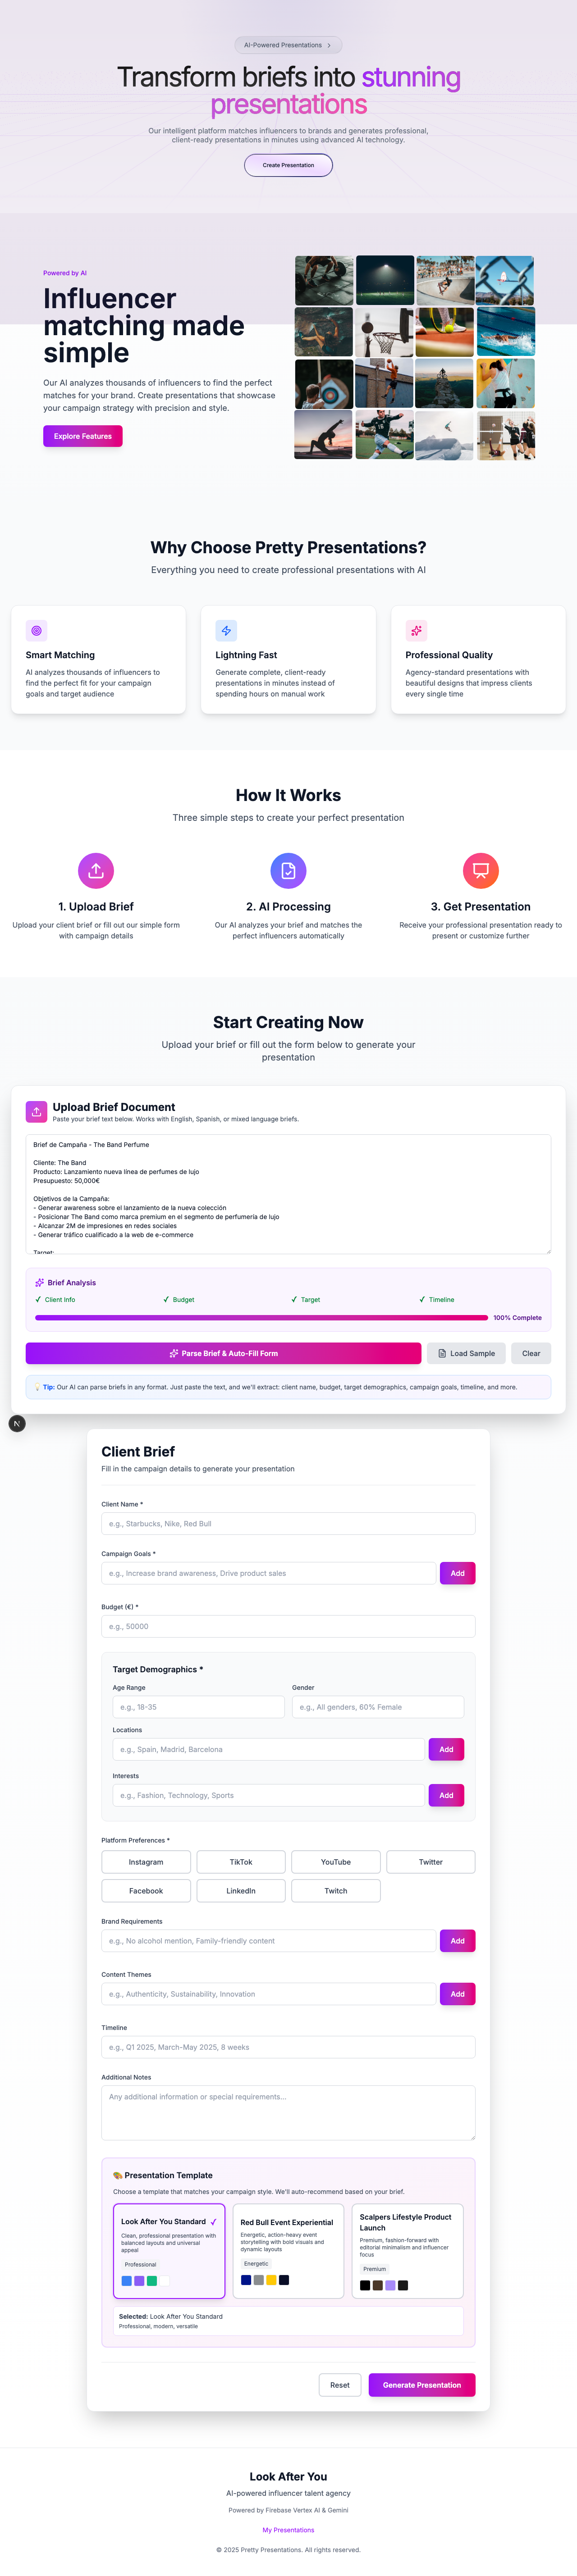 AI-Powered Presentations
Transform briefs into stunning
presentations
Our intelligent platform matches influencers to brands and generates professional,
client-ready presentations in minutes using advanced AI technology.
Create Presentation
Powered by AI
Influencer
matching made
simple
Our AI analyzes thousands of influencers to find the perfect
matches for your brand. Create presentations that showcase
your campaign strategy with precision and style.
Explore Features
Why Choose Pretty Presentations?
Everything you need to create professional presentations with AI
Smart Matching
AI analyzes thousands of influencers to
find the perfect fit for your campaign
goals and target audience
Lightning Fast
Generate complete, client-ready
presentations in minutes instead of
spending hours on manual work
Professional Quality
Agency-standard presentations with
beautiful designs that impress clients
every single time
How It Works
Three simple steps to create your perfect presentation
1. Upload Brief
Upload your client brief or fill out our simple form
with campaign details
2. AI Processing
Our AI analyzes your brief and matches the
perfect influencers automatically
3. Get Presentation
Receive your professional presentation ready to
present or customize further
Start Creating Now
Upload your brief or fill out the form below to generate your
presentation
Upload Brief Document
Paste your brief text below. Works with English, Spanish, or mixed language briefs.
Brief de Campaña - The Band Perfume
Cliente: The Band
Producto: Lanzamiento nueva línea de perfumes de lujo
Presupuesto: 50,000€
Objetivos de la Campaña:
- Generar awareness sobre el lanzamiento de la nueva colección
- Posicionar The Band como marca premium en el segmento de perfumería de lujo
- Alcanzar 2M de impresiones en redes sociales
- Generar tráfico cualificado a la web de e-commerce
Target:
Brief Analysis
✓ Client Info
✓ Budget
✓ Target
✓ Timeline
100% Complete
Parse Brief & Auto-Fill Form
Load Sample
Clear
Tip: Our AI can parse briefs in any format. Just paste the text, and we'll extract: client name, budget, target demographics, campaign goals, timeline, and more.
N
Client Brief
Fill in the campaign details to generate your presentation
Client Name *
e.g., Starbucks, Nike, Red Bull
Campaign Goals *
e.g., Increase brand awareness, Drive product sales
Add
Budget (€) *
e.g., 50000
Target Demographics *
Age Range
Gender
e.g., 18-35
e.g., All genders, 60% Female
Locations
e.g., Spain, Madrid, Barcelona
Add
Interests
e.g., Fashion, Technology, Sports
Add
Platform Preferences *
Instagram
TikTok
YouTube
Twitter
Facebook
LinkedIn
Twitch
Brand Requirements
e.g., No alcohol mention, Family-friendly content
Add
Content Themes
e.g., Authenticity, Sustainability, Innovation
Add
Timeline
e.g., Q1 2025, March-May 2025, 8 weeks
Additional Notes
Any additional information or special requirements...
Presentation Template
Choose a template that matches your campaign style. We'll auto-recommend based on your brief.
Look After You Standard ✓
Clean, professional presentation with
balanced layouts and universal
appeal
Professional
Red Bull Event Experiential
Energetic, action-heavy event
storytelling with bold visuals and
dynamic layouts
Energetic
Scalpers Lifestyle Product
Launch
Premium, fashion-forward with
editorial minimalism and influencer
focus
Premium
Selected: Look After You Standard
Professional, modern, versatile
Reset
Generate Presentation
Look After You
AI-powered influencer talent agency
Powered by Firebase Vertex AI & Gemini
My Presentations
© 2025 Pretty Presentations. All rights reserved.